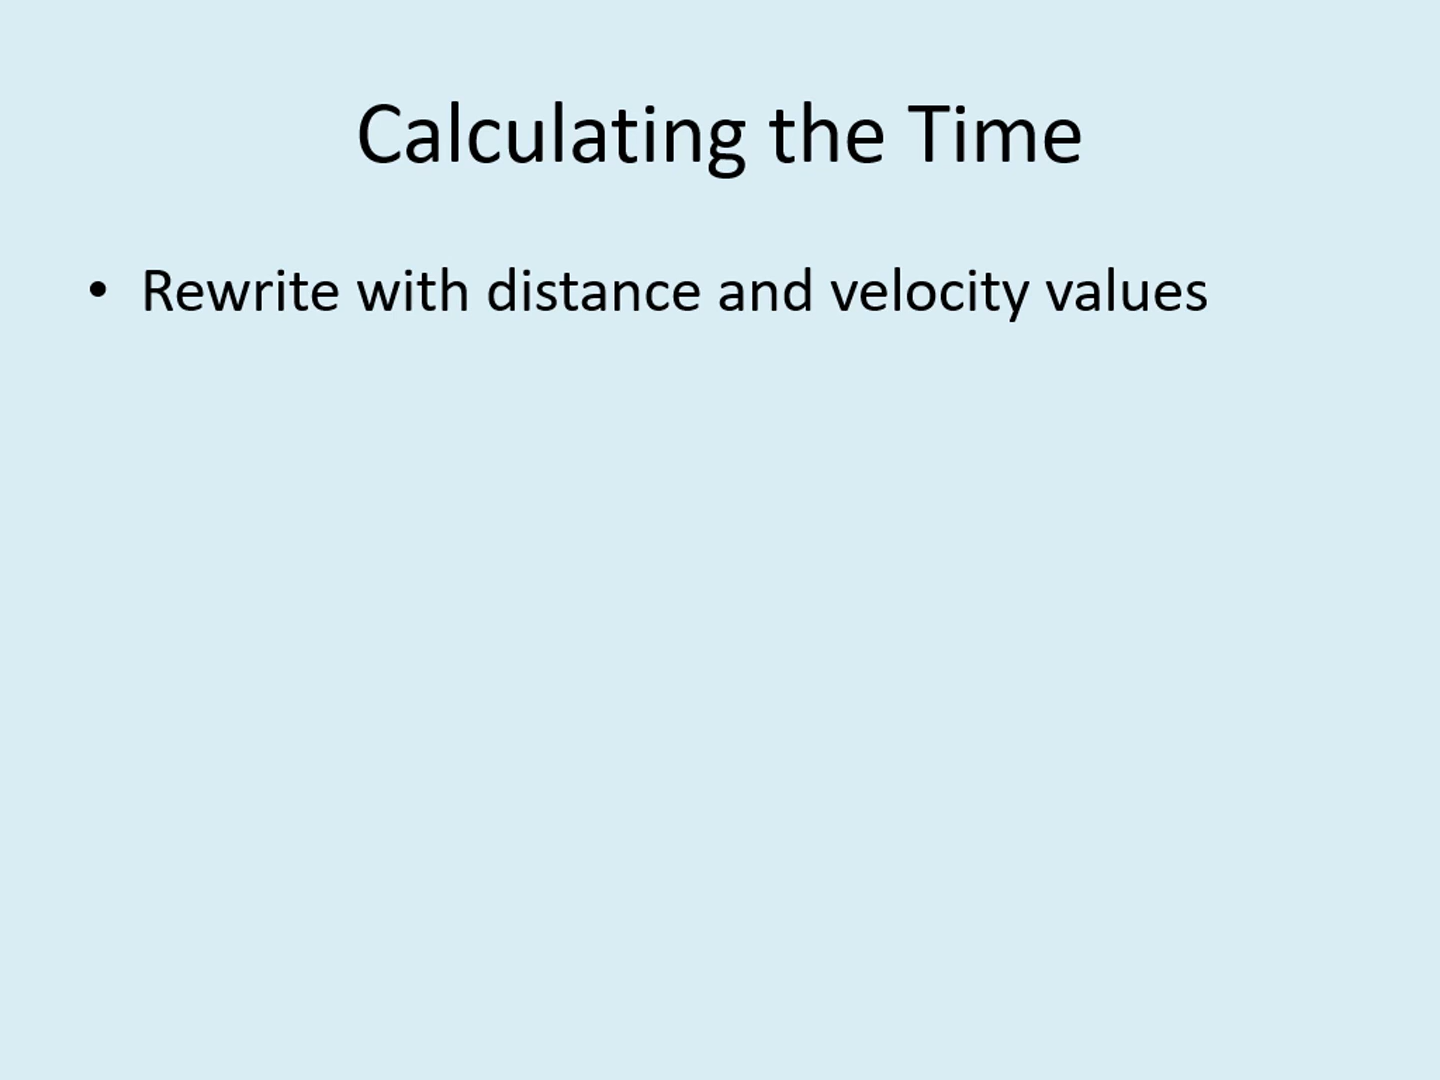 Calculating the Time
• Rewrite with distance and velocity values